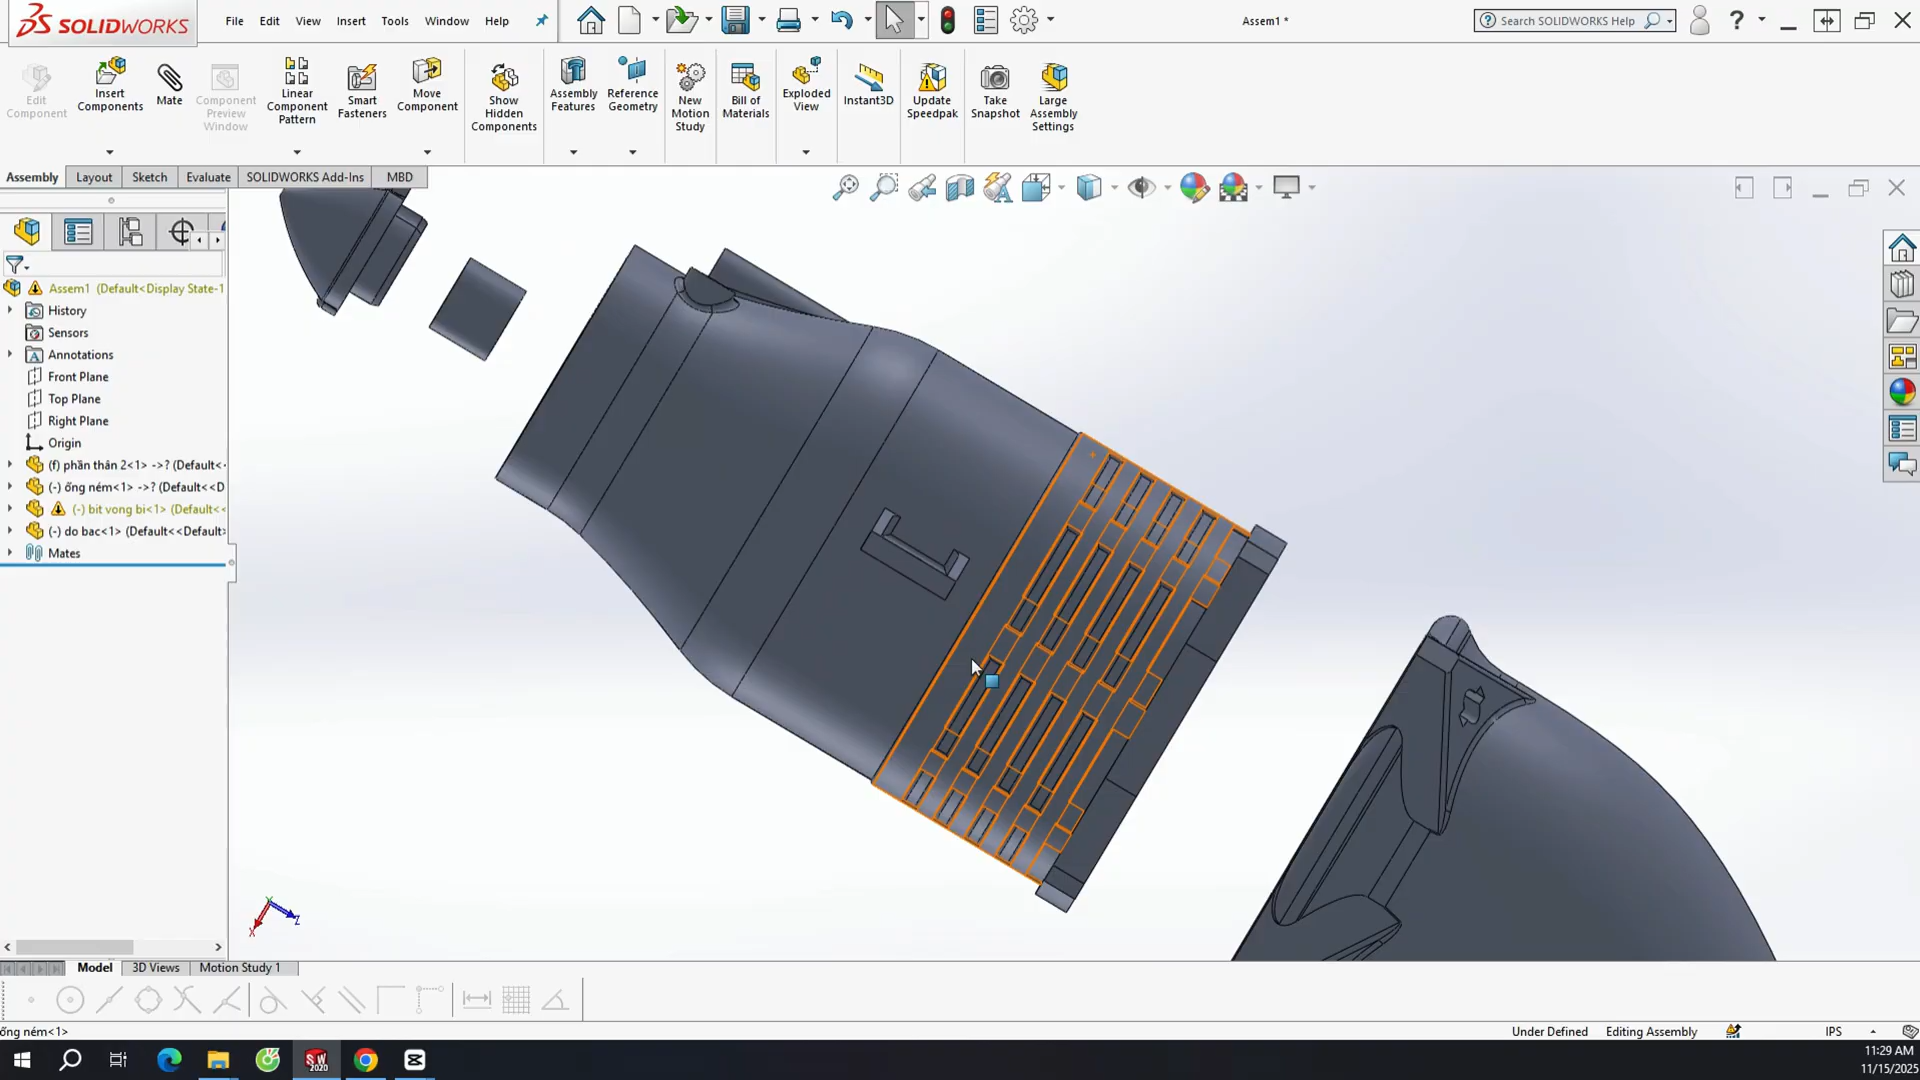 SOLIDWORKS
File Edit View Insert Tools Window Help
Assem1 *
Search SOLIDWORKS Help
Edit Component
Insert Components
Mate
Component Preview Window
Linear Component Pattern
Smart Fasteners
Move Component
Show Hidden Components
Assembly Features
Reference Geometry
New Motion Study
Bill of Materials
Exploded View
Instant3D
Update Speedpak
Take Snapshot
Large Assembly Settings
Assembly Layout Sketch Evaluate SOLIDWORKS Add-Ins MBD
Assem1 (Default<Display State-1
History
Sensors
Annotations
Front Plane
Top Plane
Right Plane
Origin
(f) phần thân 2<1> ->? (Default<
(-) ống ném<1> ->? (Default<<D
(-) bit vong bi<1> (Default<<
(-) do bac<1> (Default<<Default
Mates
Model 3D Views Motion Study 1
ống ném<1>
Under Defined Editing Assembly IPS
11:29 AM
11/15/2025